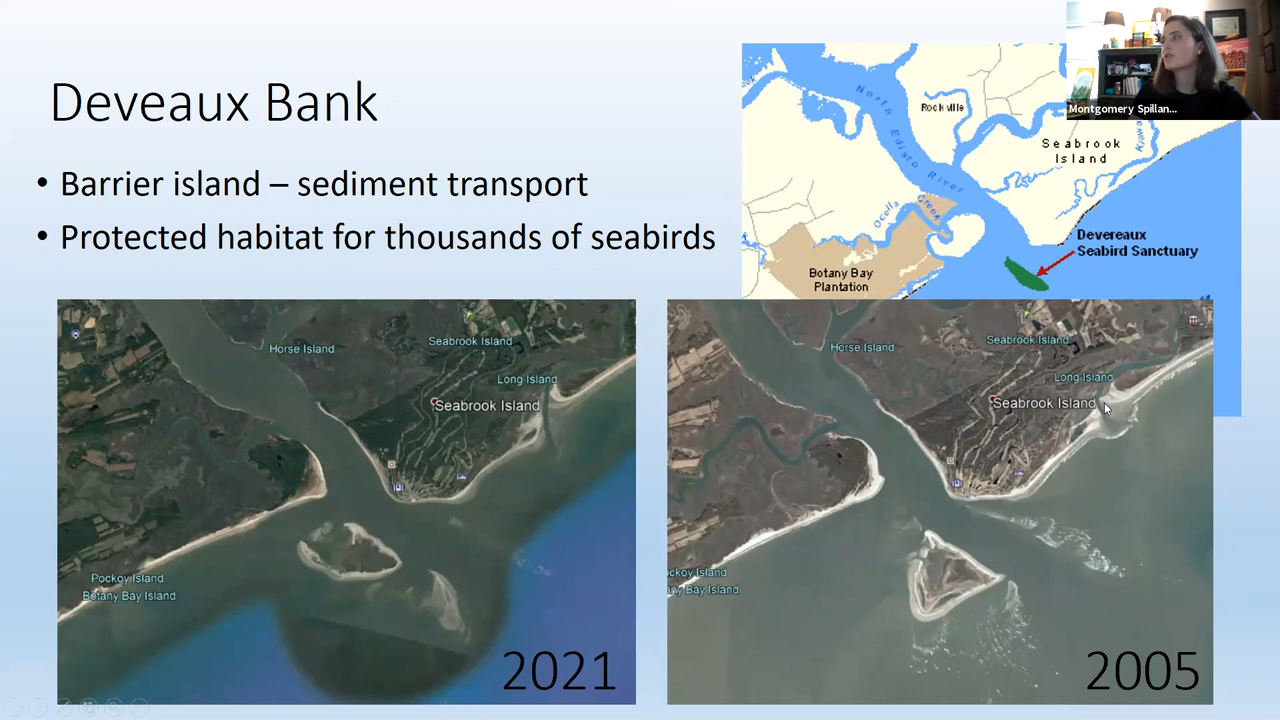 Deveaux Bank
• Barrier island – sediment transport
• Protected habitat for thousands of seabirds
North Edisto River
Rockville
Seabrook
Island
Ocella
Creek
Botany Bay
Plantation
Devereaux
Seabird Sanctuary
Montgomery Spillan...
Horse Island
Seabrook Island
Long Island
Seabrook Island
Pockoy Island
Botany Bay Island
2021
Horse Island
Seabrook Island
Long Island
Seabrook Island
ockoy Island
any Bay Island
2005